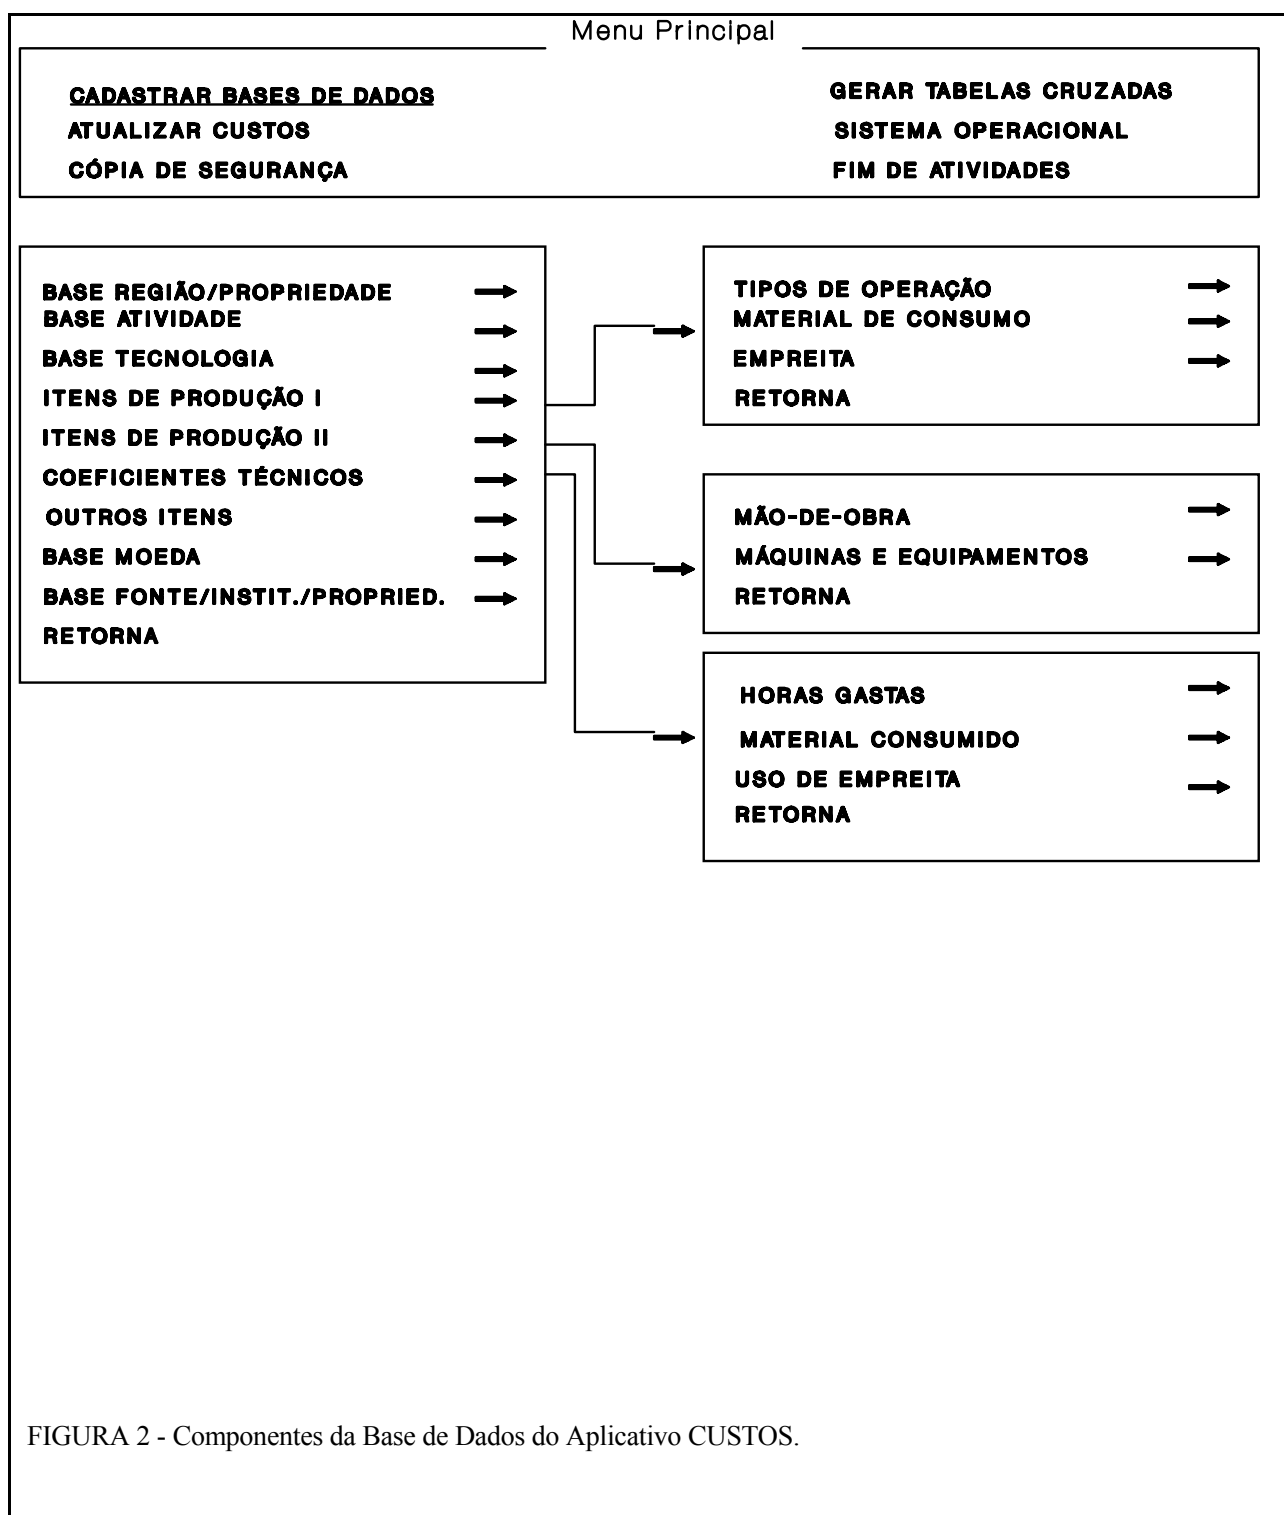 Menu Principal
CADASTRAR BASES DE DADOS
ATUALIZAR CUSTOS
CÓPIA DE SEGURANÇA
GERAR TABELAS CRUZADAS
SISTEMA OPERACIONAL
FIM DE ATIVIDADES
BASE REGIÃO/PROPRIEDADE
BASE ATIVIDADE
BASE TECNOLOGIA
ITENS DE PRODUÇÃO I
ITENS DE PRODUÇÃO II
COEFICIENTES TÉCNICOS
OUTROS ITENS
BASE MOEDA
BASE FONTE/INSTIT./PROPRIED.
RETORNA
TIPOS DE OPERAÇÃO
MATERIAL DE CONSUMO
EMPREITA
RETORNA
MÃO-DE-OBRA
MÁQUINAS E EQUIPAMENTOS
RETORNA
HORAS GASTAS
MATERIAL CONSUMIDO
USO DE EMPREITA
RETORNA
FIGURA 2 - Componentes da Base de Dados do Aplicativo CUSTOS.